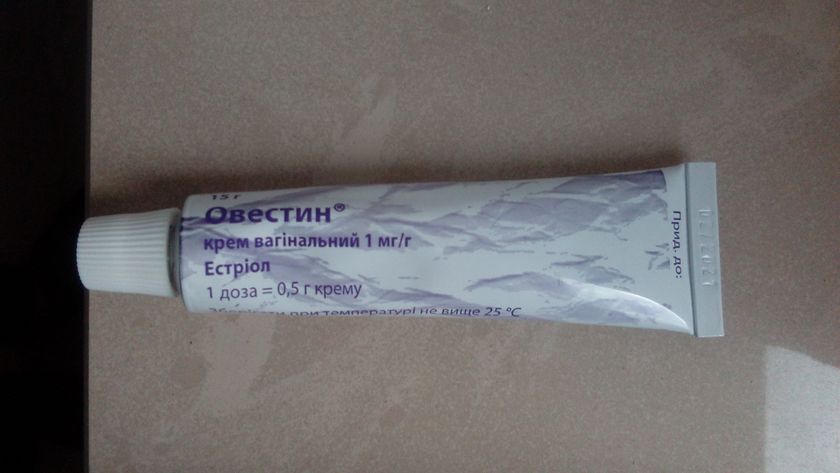 15 г
Овестин®
крем вагінальний 1 мг/г
Естріол
1 доза = 0,5 г крему
Зберігати при температурі не вище 25 °С
Прид. до: